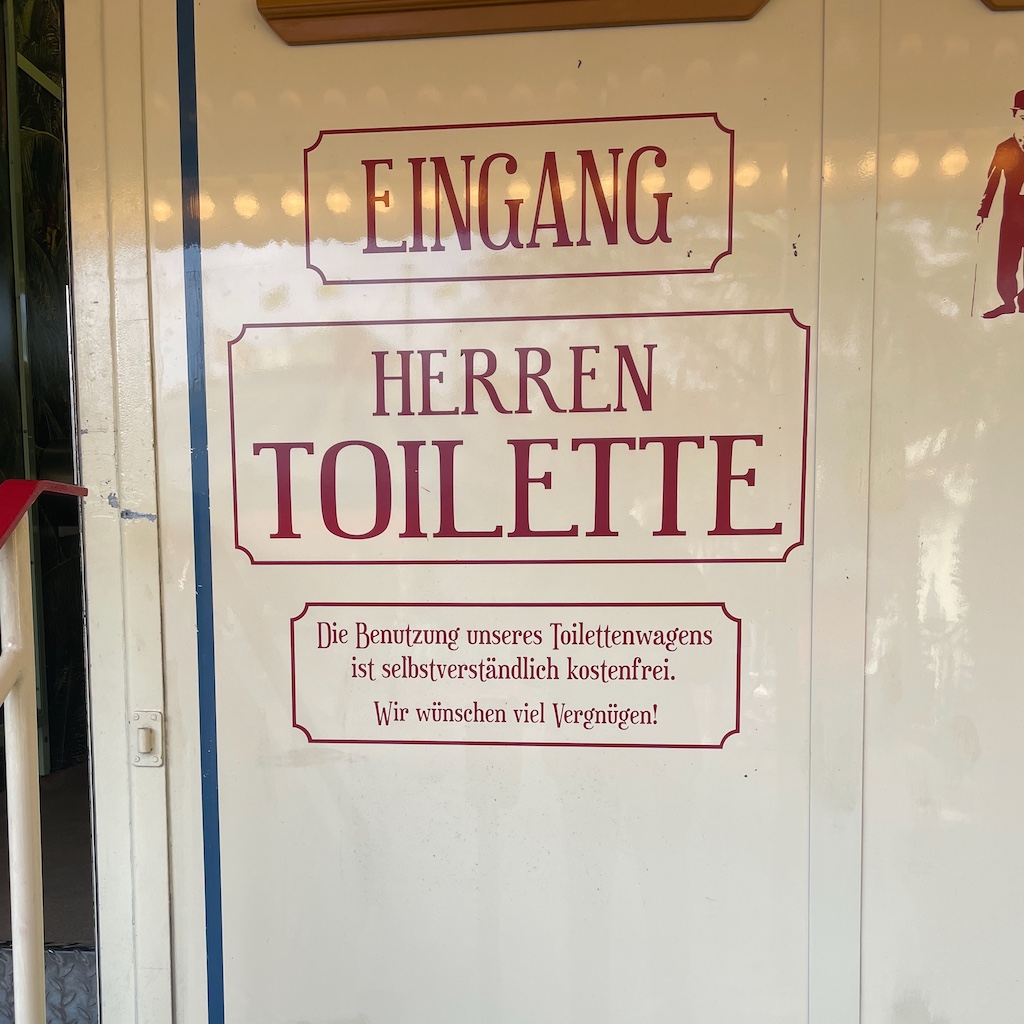 EINGANG
HERREN
TOILETTE
Die Benutzung unseres Toilettenwagens
ist selbstverständlich kostenfrei.
Wir wünschen viel Vergnügen!